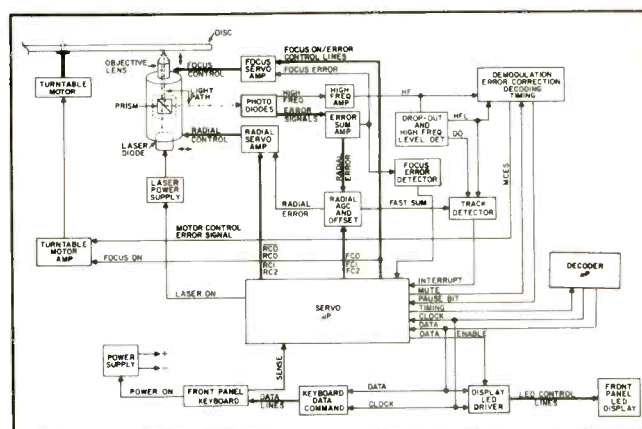 DISC
OBJECTIVE
LENS
FOCUS
CONTROL
FOCUS
SERVO
AMP
FOCUS ON/ERROR
CONTROL LINES
FOCUS ERROR
TURNTABLE
MOTOR
LIGHT
PATH
PRISM
HIGH
FREQ
PHOTO
DIODES
HIGH
FREQ AMP
HF
DEMODULATION
ERROR CORRECTION
DECODING
TIMING
ERROR
SIGNALS
ERROR
SUM AMP
DROP-OUT
AND
HIGH FREQ
LEVEL DET
HFL
DO
RADIAL
CONTROL
RADIAL
SERVO
AMP
LASER
DIODE
RADIAL
ERROR
FOCUS
ERROR
DETECTOR
MCES
LASER
POWER
SUPPLY
RADIAL
ERROR
RADIAL
AGC
AND
OFFSET
FAST SUM
TRACK
DETECTOR
MOTOR CONTROL
ERROR SIGNAL
TURNTABLE
MOTOR
AMP
FOCUS ON
RCO
RCO
RC1
RC2
FCO
FC1
FC2
LASER ON
SERVO
μP
INTERRUPT
MUTE
PAUSE BIT
TIMING
CLOCK
DATA
DATA
ENABLE
DECODER
μP
POWER
SUPPLY
+
-
SENSE
POWER ON
FRONT PANEL
KEYBOARD
DATA
LINES
KEYBOARD
DATA
COMMAND
DATA
CLOCK
DISPLAY
LED
DRIVER
LED CONTROL
LINES
FRONT
PANEL
LED
DISPLAY